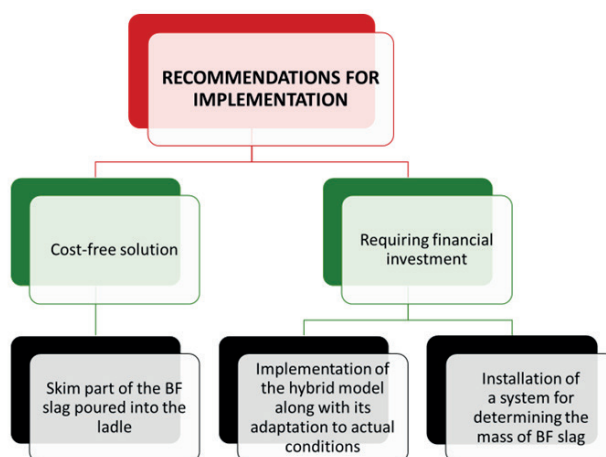 RECOMMENDATIONS FOR
IMPLEMENTATION
Cost-free solution
Requiring financial
investment
Skim part of the BF
slag poured into the
ladle
Implementation of
the hybrid model
along with its
adaptation to actual
conditions
Installation of
a system for
determining the
mass of BF slag